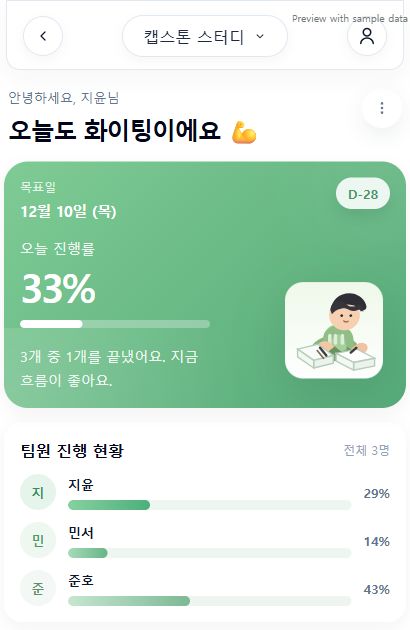 Preview with sample data
캡스톤 스터디
안녕하세요, 지윤님
오늘도 화이팅이에요 💪
목표일
D-28
12월 10일 (목)
오늘 진행률
33%
3개 중 1개를 끝냈어요. 지금
흐름이 좋아요.
팀원 진행 현황
전체 3명
지
지윤
29%
민
민서
14%
준
준호
43%